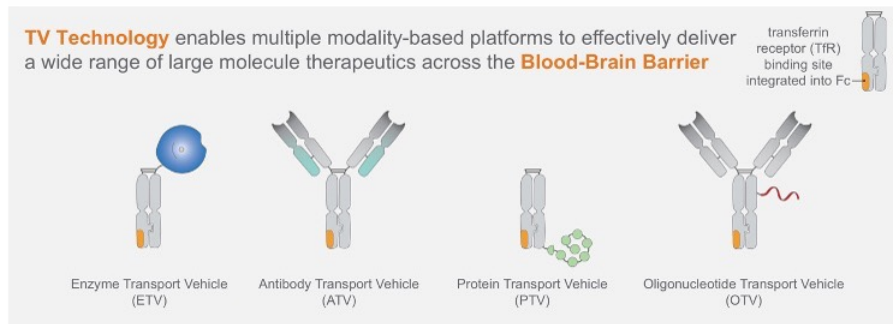 TV Technology enables multiple modality-based platforms to effectively deliver
a wide range of large molecule therapeutics across the Blood-Brain Barrier
transferrin
receptor (TfR)
binding site
integrated into Fc
Enzyme Transport Vehicle
(ETV)
Antibody Transport Vehicle
(ATV)
Protein Transport Vehicle
(PTV)
Oligonucleotide Transport Vehicle
(OTV)